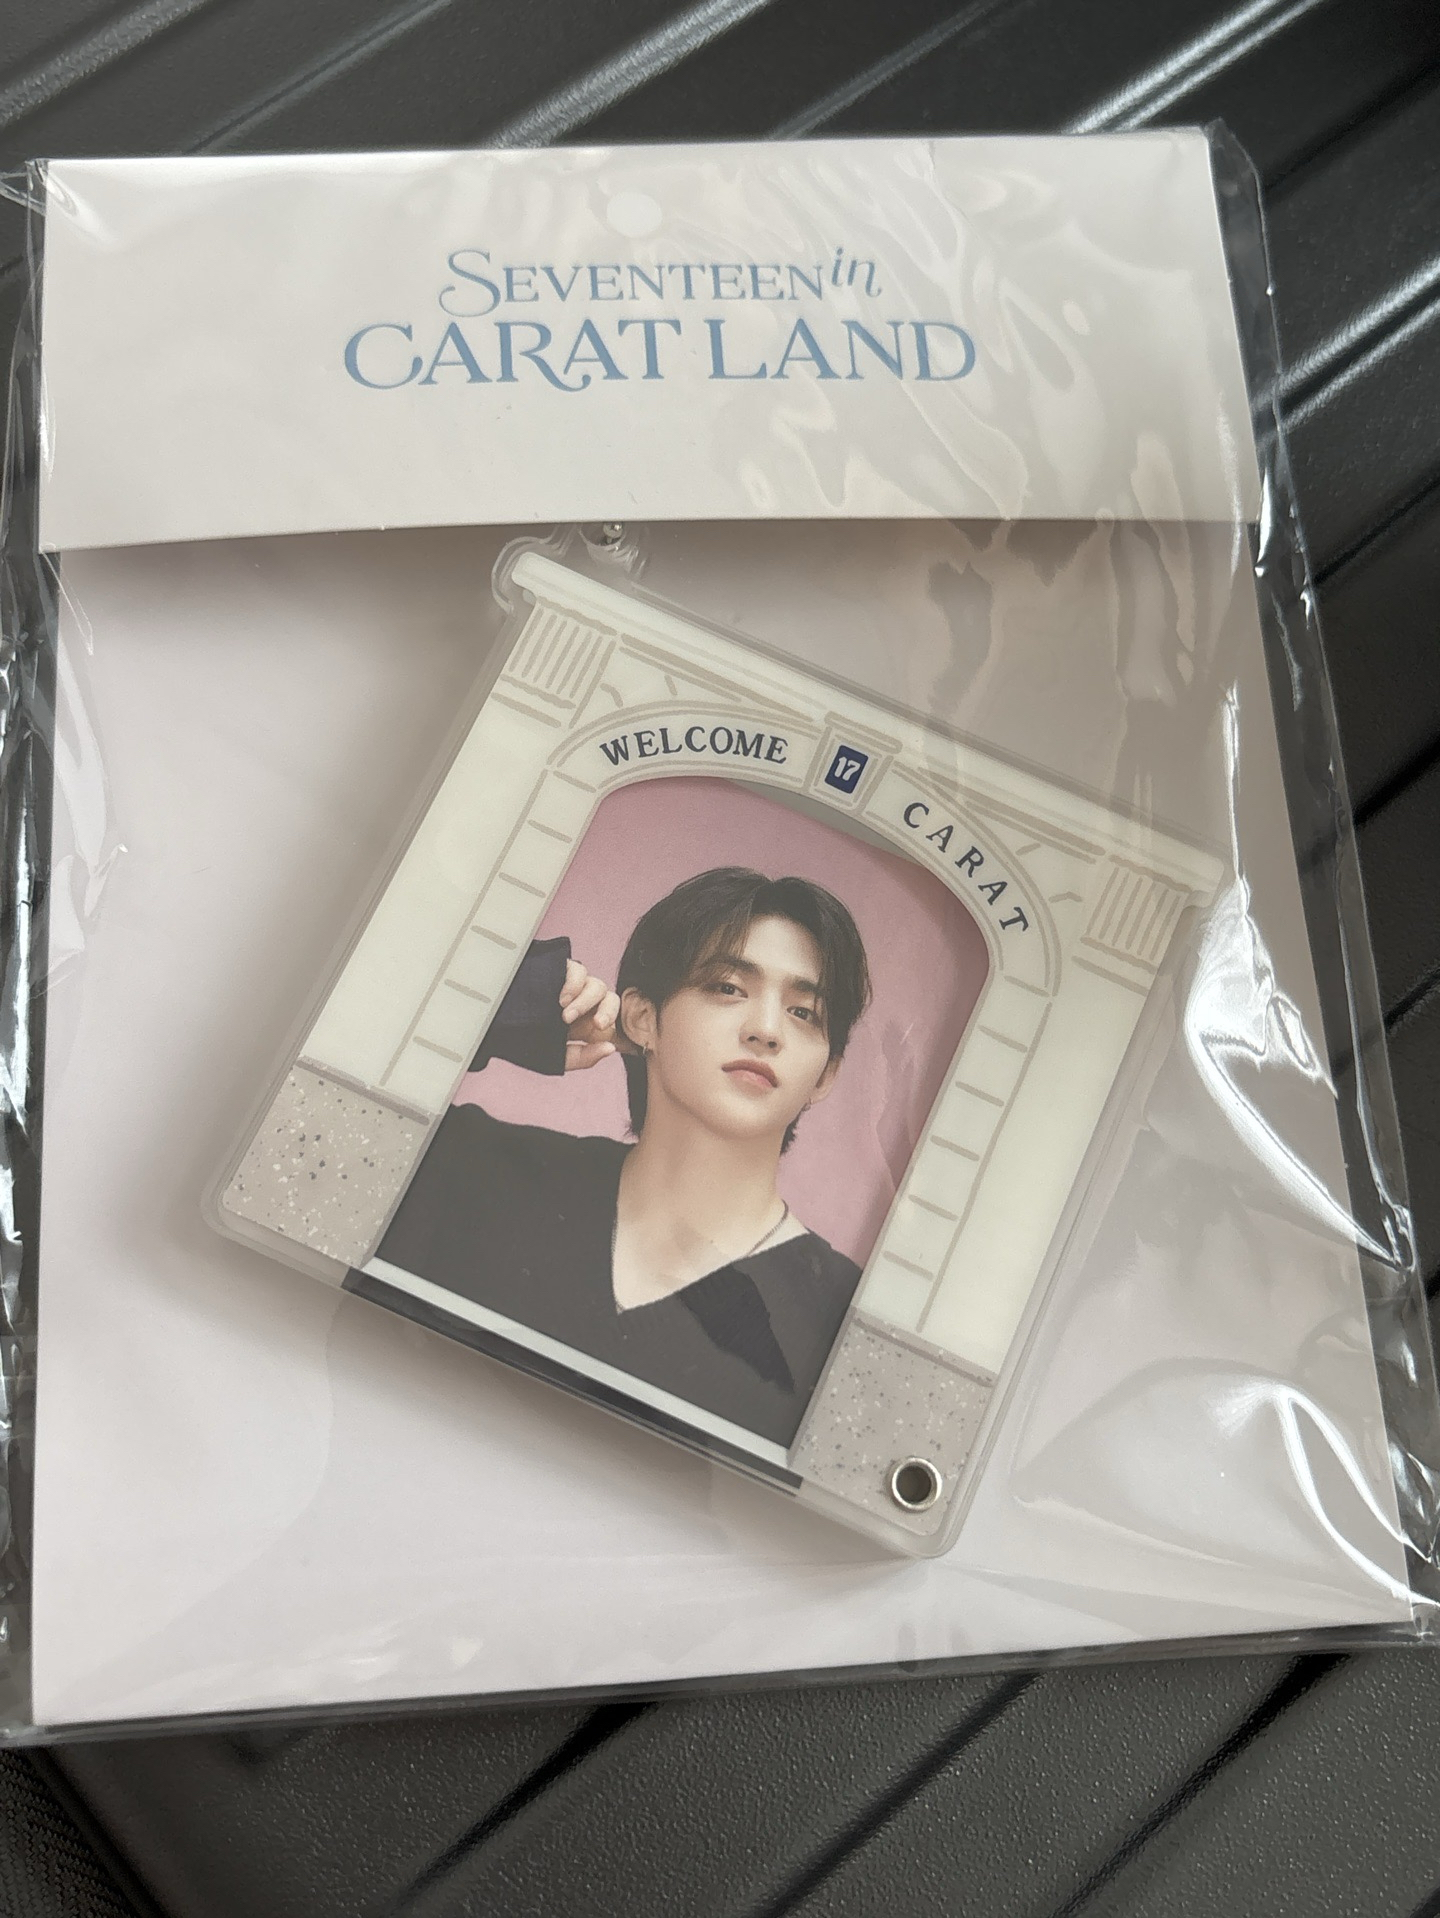 SEVENTEEN in
CARAT LAND
WELCOME 17 CARAT